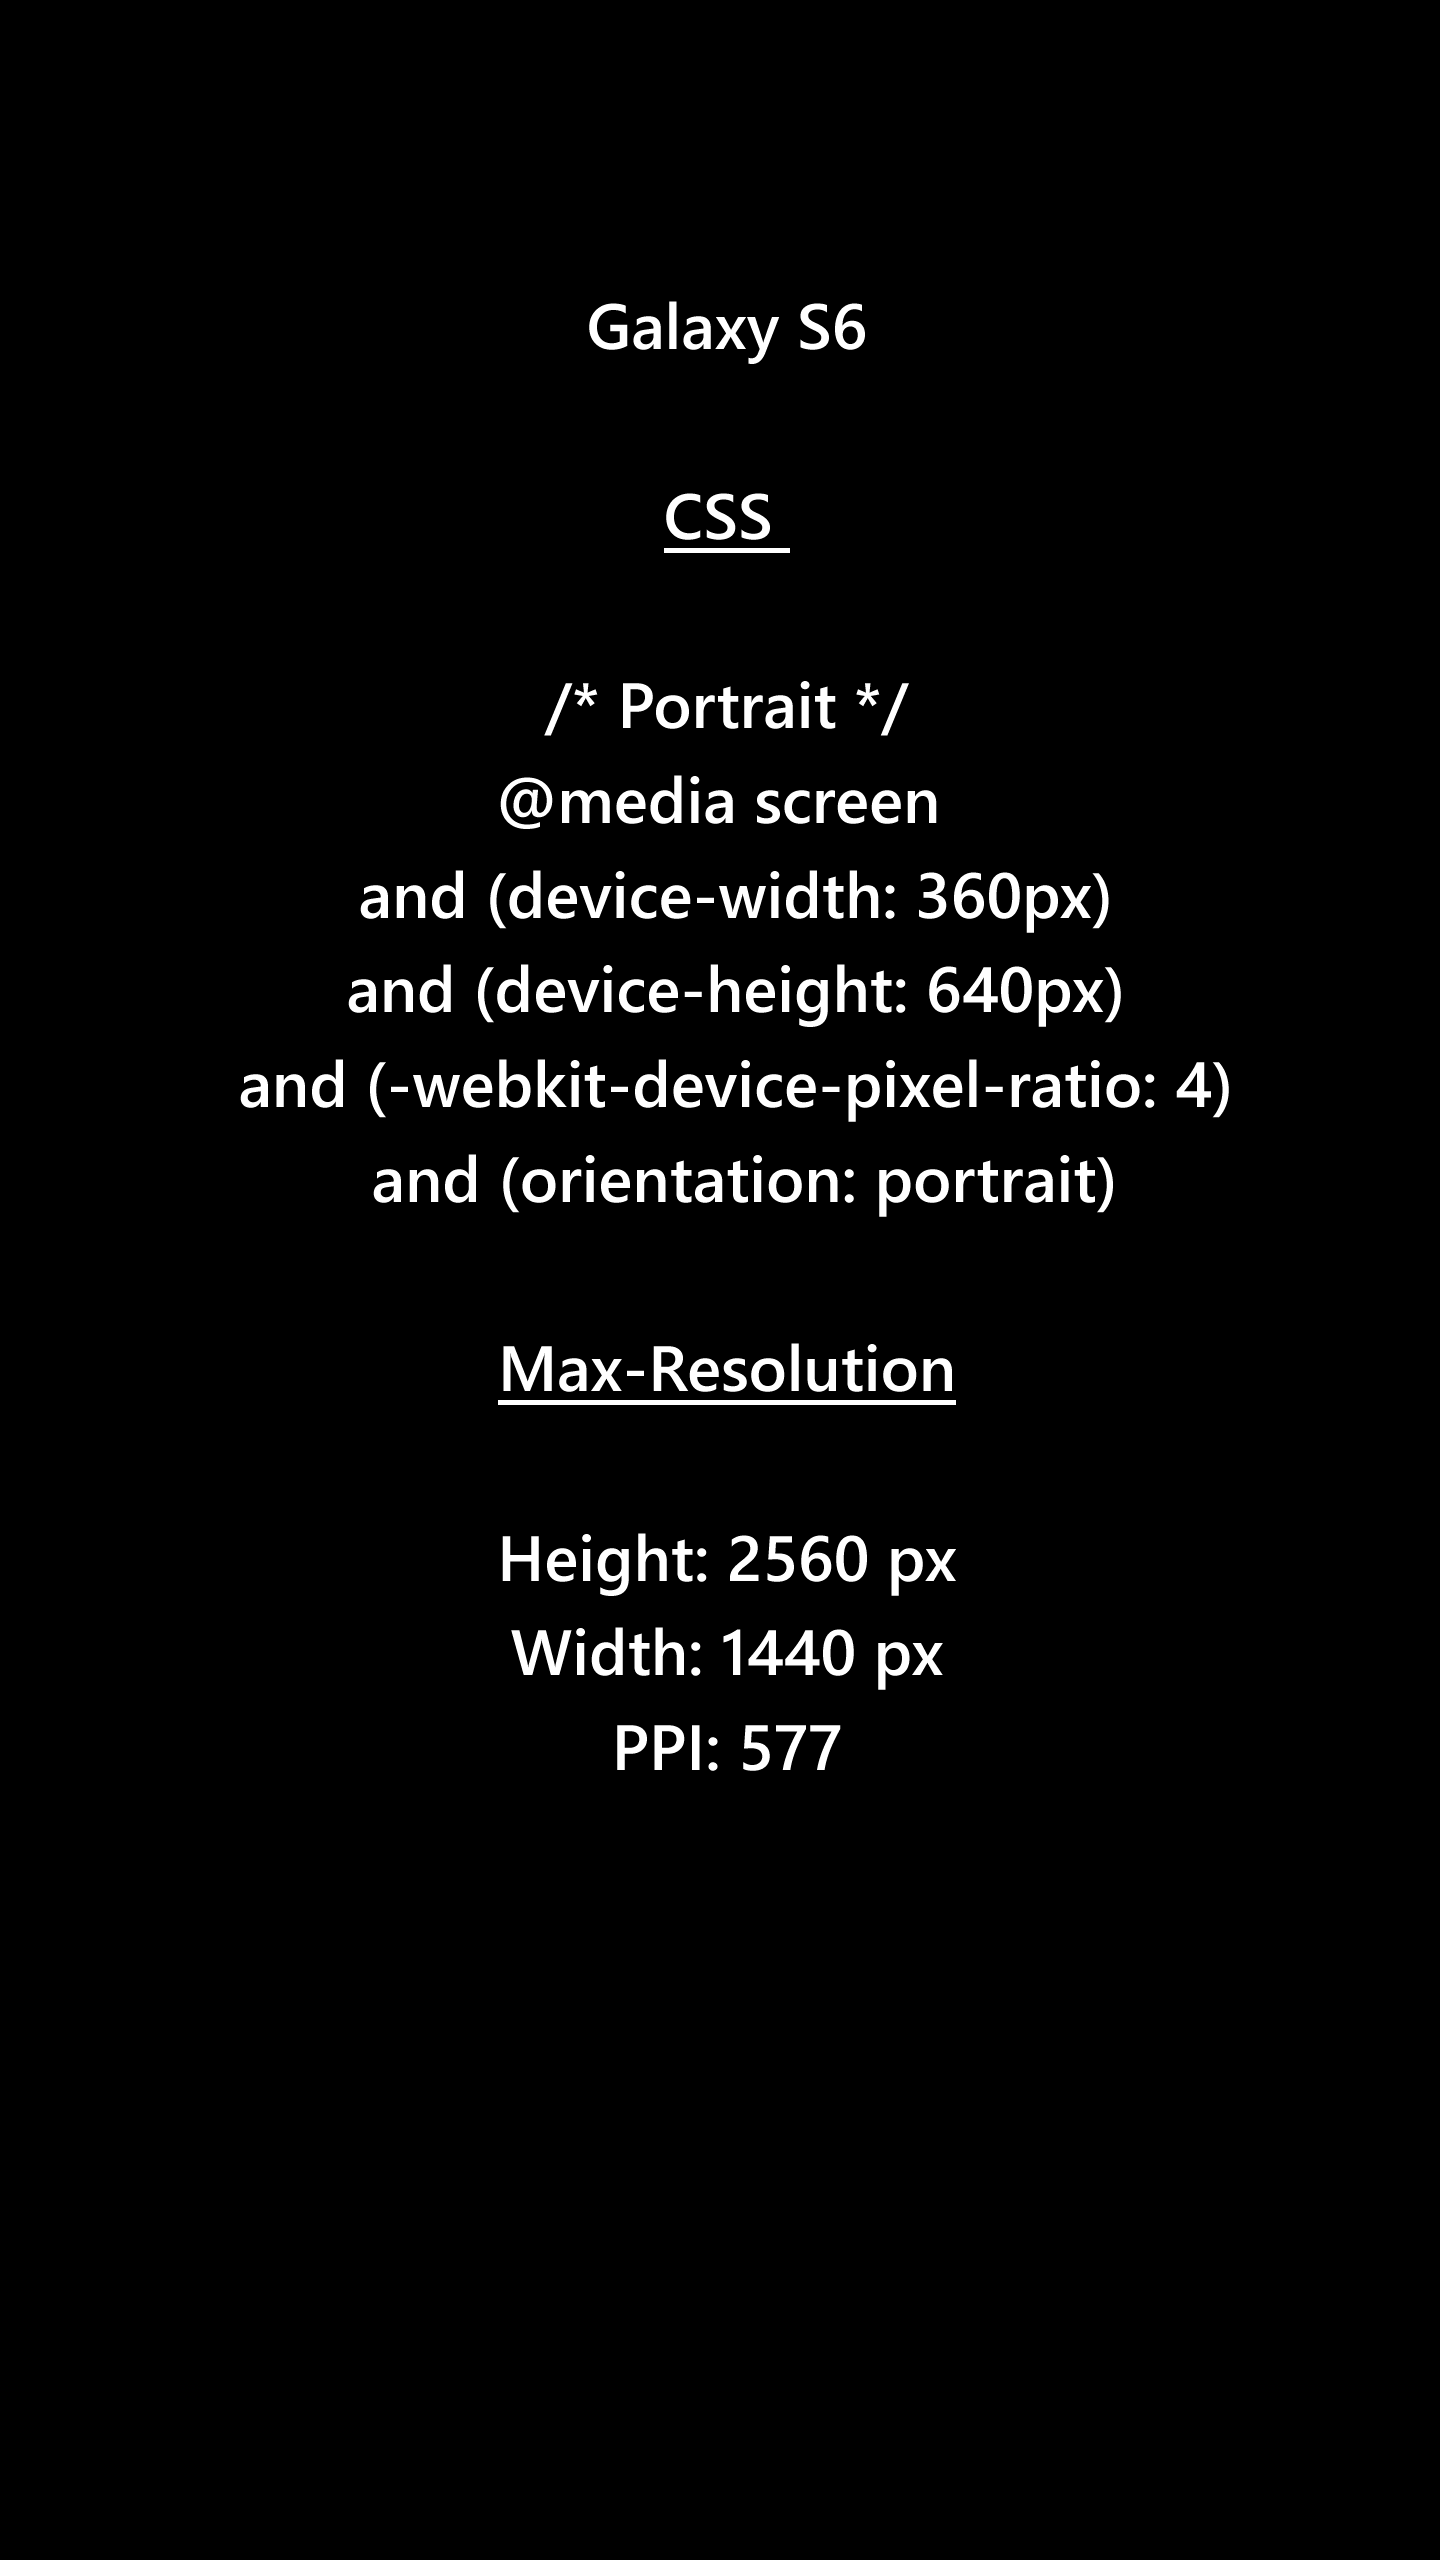 Galaxy S6
CSS
/* Portrait */
@media screen
and (device-width: 360px)
and (device-height: 640px)
and (-webkit-device-pixel-ratio: 4)
and (orientation: portrait)
Max-Resolution
Height: 2560 px
Width: 1440 px
PPI: 577